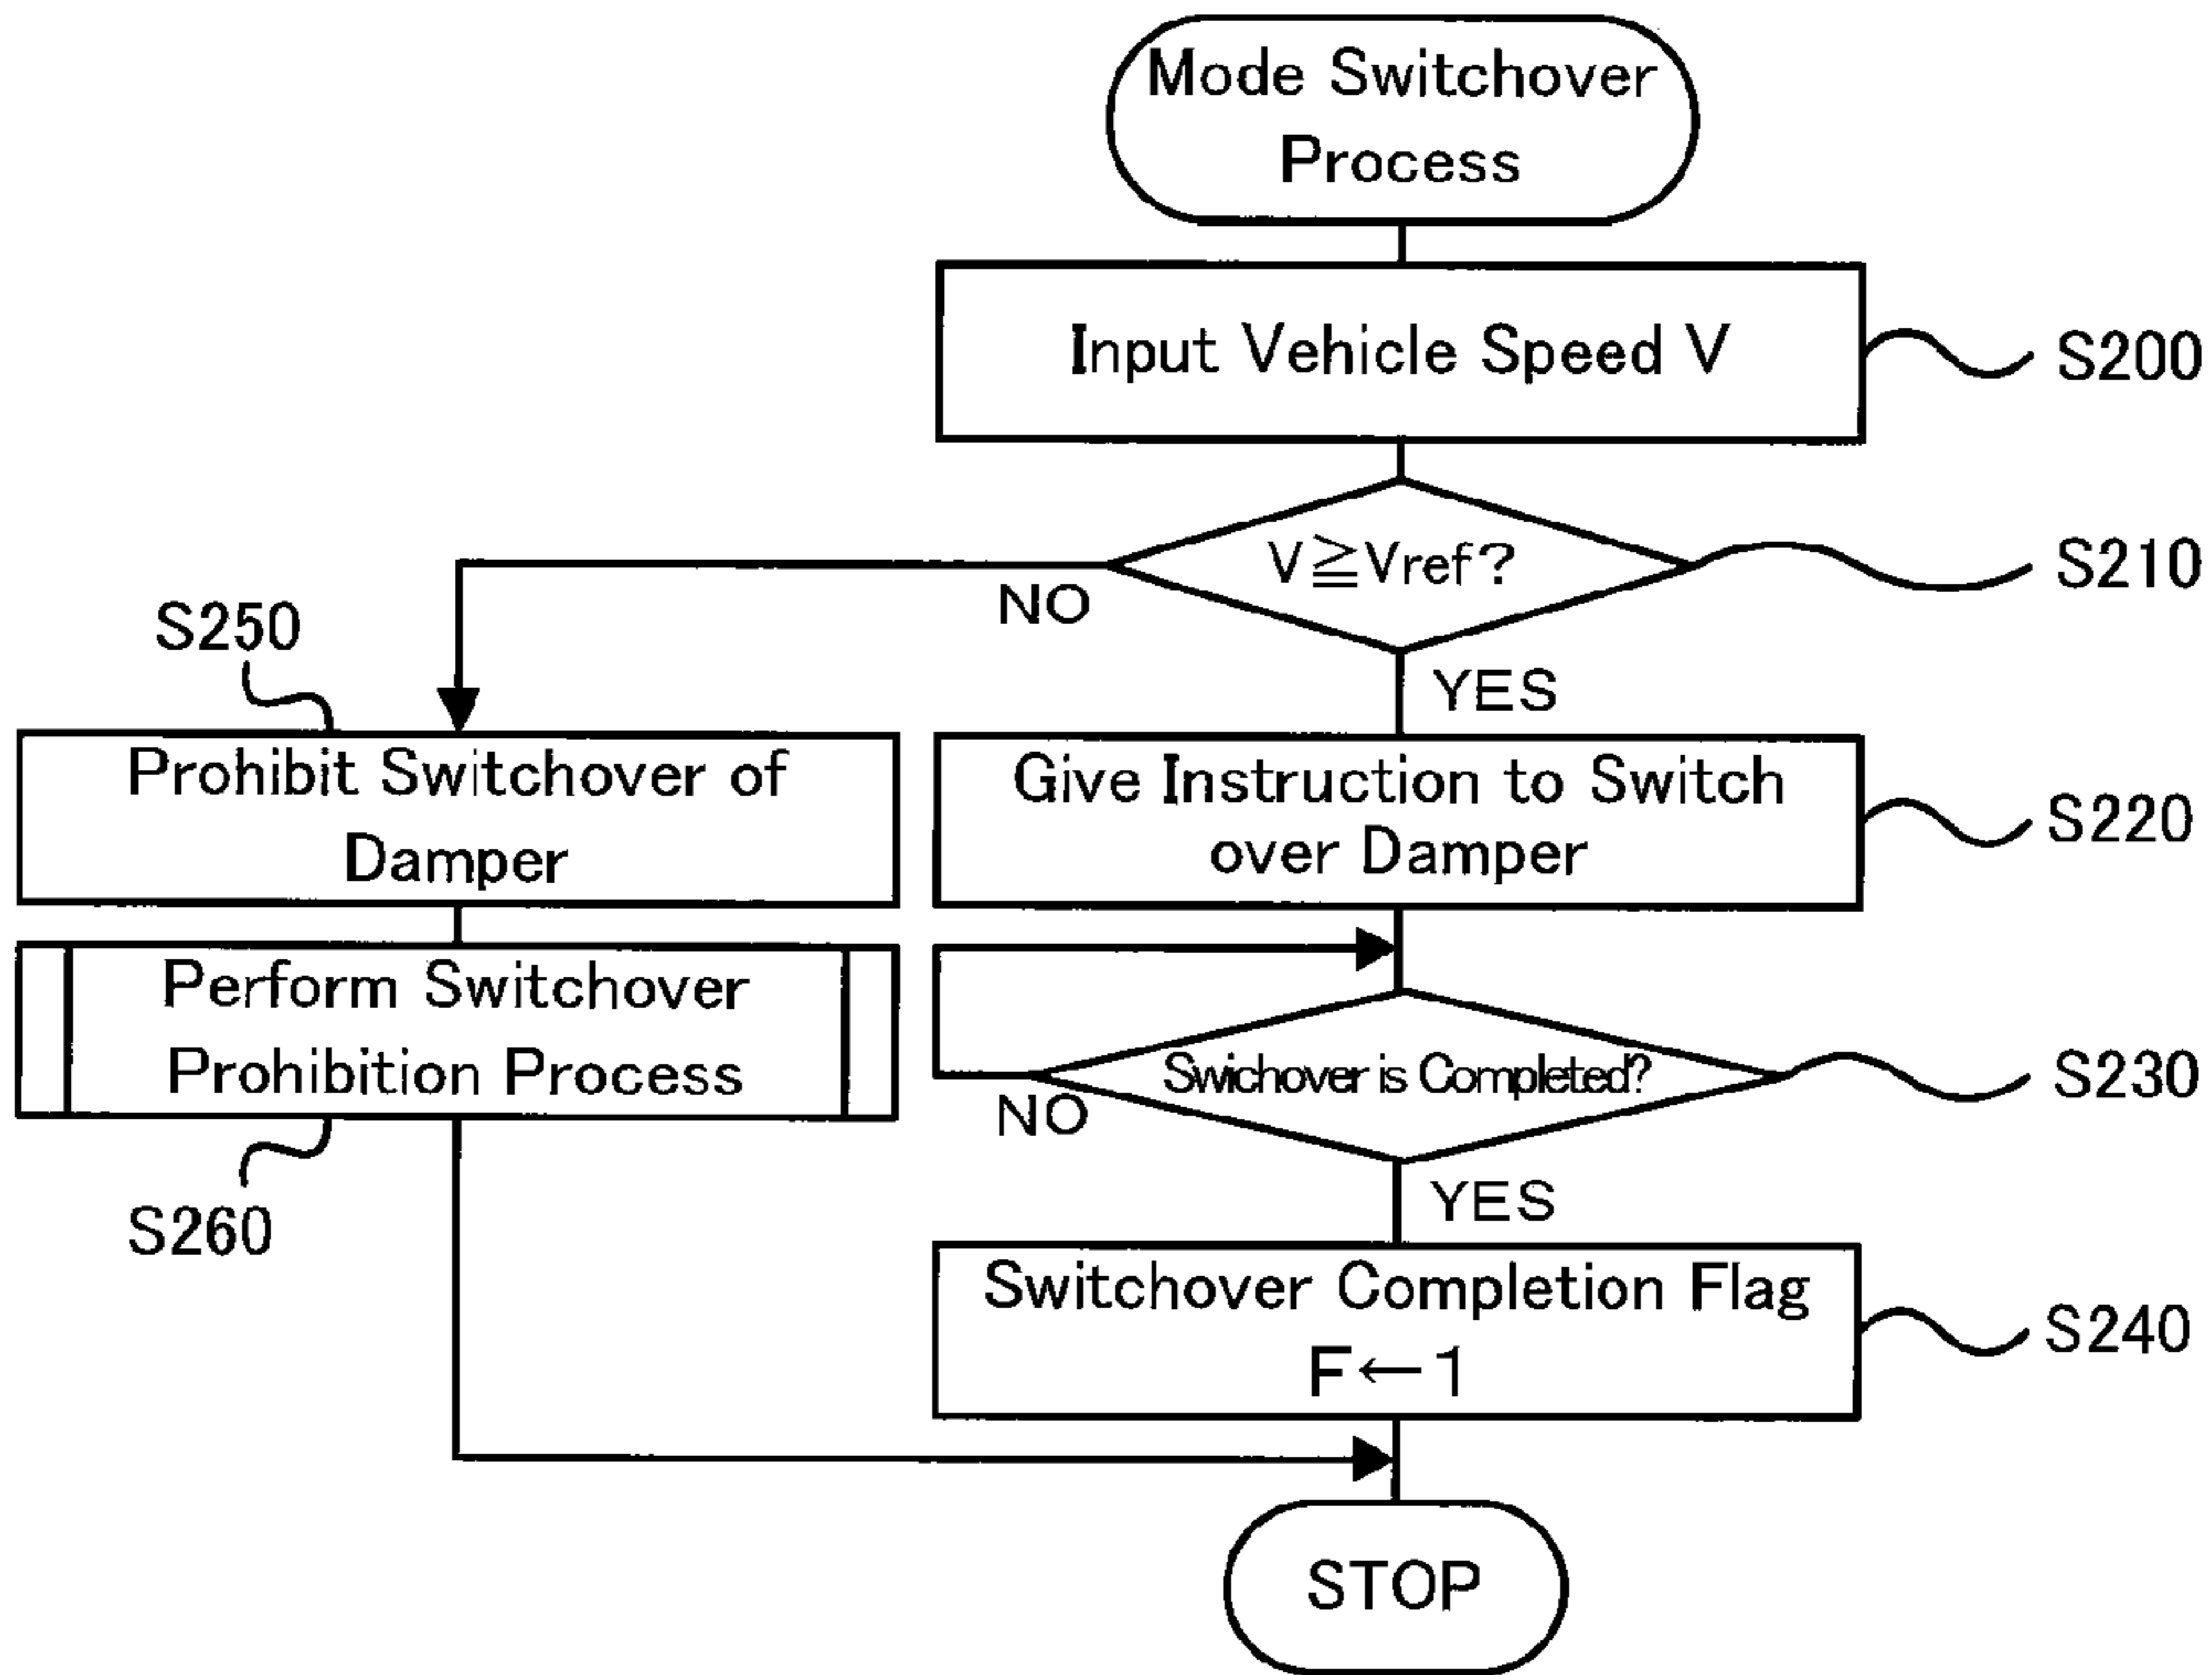 Mode Switchover
Process
Input Vehicle Speed V
S200
V≧Vref?
S210
NO
YES
S250
Prohibit Switchover of
Damper
Give Instruction to Switch
over Damper
S220
Perform Switchover
Prohibition Process
S260
Swichover is Completed?
S230
NO
YES
Switchover Completion Flag
F←1
S240
STOP